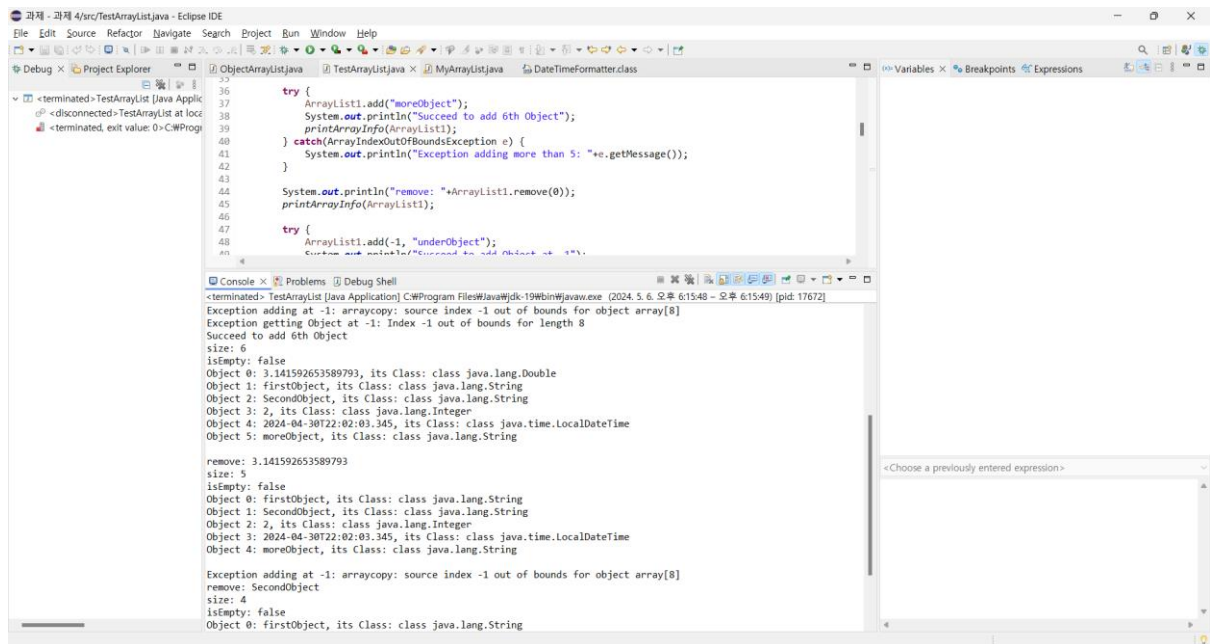 과제 - 과제 4/src/TestArrayList.java - Eclipse IDE
File Edit Source Refactor Navigate Search Project Run Window Help
Debug Project Explorer
<terminated>TestArrayList [Java Applic
<disconnected>TestArrayList at loca
<terminated, exit value: 0>C:₩Progr
ObjectArrayList.java TestArrayList.java MyArrayList.java DateTimeFormatter.class
35
36 try {
37 ArrayList1.add("moreObject");
38 System.out.println("Succeed to add 6th Object");
39 printArrayInfo(ArrayList1);
40 } catch(ArrayIndexOutOfBoundsException e) {
41 System.out.println("Exception adding more than 5: "+e.getMessage());
42 }
43
44 System.out.println("remove: "+ArrayList1.remove(0));
45 printArrayInfo(ArrayList1);
46
47 try {
48 ArrayList1.add(-1, "underObject");
49 System.out.println("Succeed to add Object at -1");
Console Problems Debug Shell
<terminated> TestArrayList [Java Application] C:₩Program Files₩Java₩jdk-19₩bin₩javaw.exe (2024. 5. 6. 오후 6:15:48 – 오후 6:15:49) [pid: 17672]
Exception adding at -1: arraycopy: source index -1 out of bounds for object array[8]
Exception getting Object at -1: Index -1 out of bounds for length 8
Succeed to add 6th Object
size: 6
isEmpty: false
Object 0: 3.141592653589793, its Class: class java.lang.Double
Object 1: firstObject, its Class: class java.lang.String
Object 2: SecondObject, its Class: class java.lang.String
Object 3: 2, its Class: class java.lang.Integer
Object 4: 2024-04-30T22:02:03.345, its Class: class java.time.LocalDateTime
Object 5: moreObject, its Class: class java.lang.String
remove: 3.141592653589793
size: 5
isEmpty: false
Object 0: firstObject, its Class: class java.lang.String
Object 1: SecondObject, its Class: class java.lang.String
Object 2: 2, its Class: class java.lang.Integer
Object 3: 2024-04-30T22:02:03.345, its Class: class java.time.LocalDateTime
Object 4: moreObject, its Class: class java.lang.String
Exception adding at -1: arraycopy: source index -1 out of bounds for object array[8]
remove: SecondObject
size: 4
isEmpty: false
Object 0: firstObject, its Class: class java.lang.String
Variables Breakpoints Expressions
<Choose a previously entered expression>